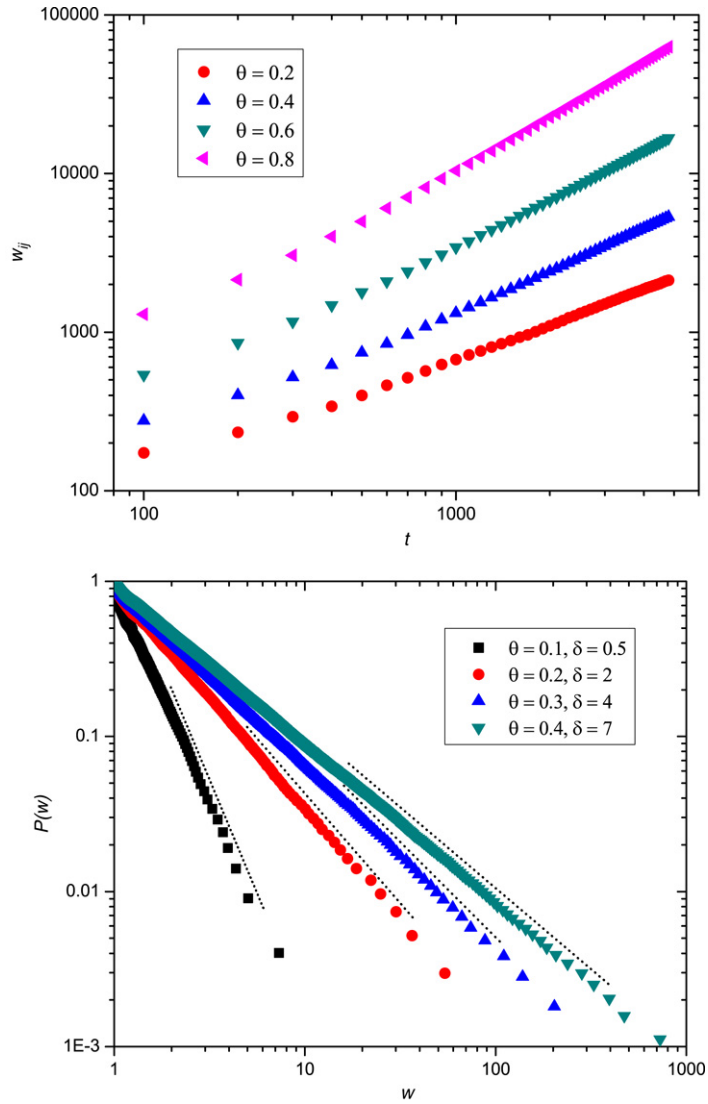 100000
10000
1000
100
w_ij
θ = 0.2
θ = 0.4
θ = 0.6
θ = 0.8
100 1000
t
1
0.1
0.01
1E-3
P(w)
θ = 0.1, δ = 0.5
θ = 0.2, δ = 2
θ = 0.3, δ = 4
θ = 0.4, δ = 7
1 10 100 1000
w